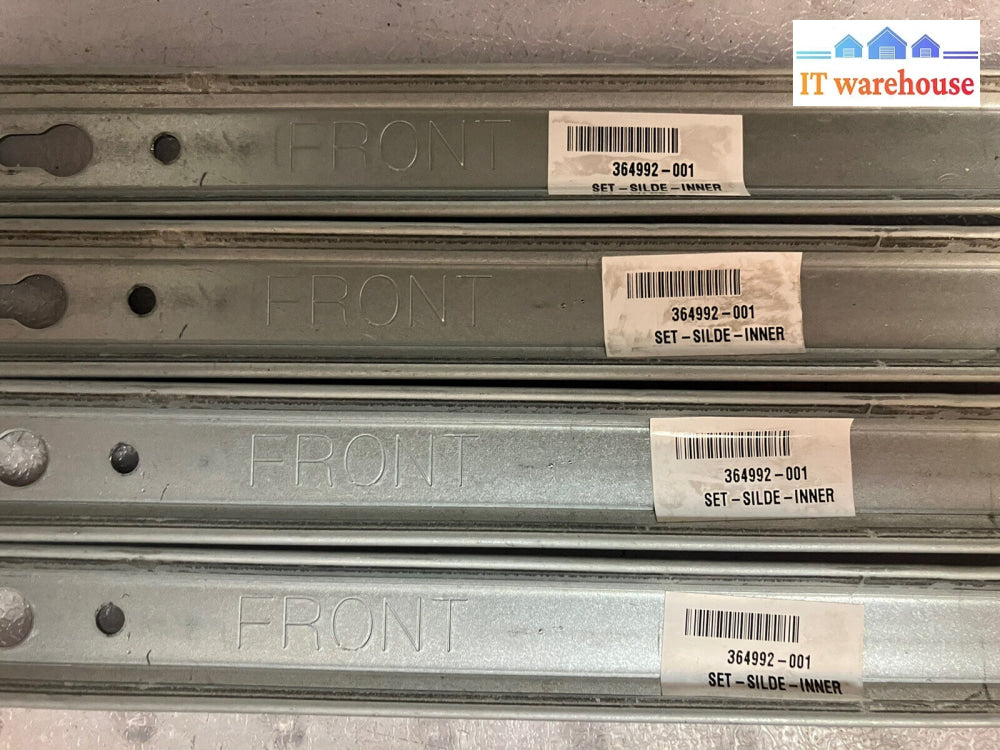 IT warehouse
FRONT
364992-001
SET-SILDE-INNER
FRONT
364992-001
SET-SILDE-INNER
FRONT
364992-001
SET-SILDE-INNER
FRONT
364992-001
SET-SILDE-INNER